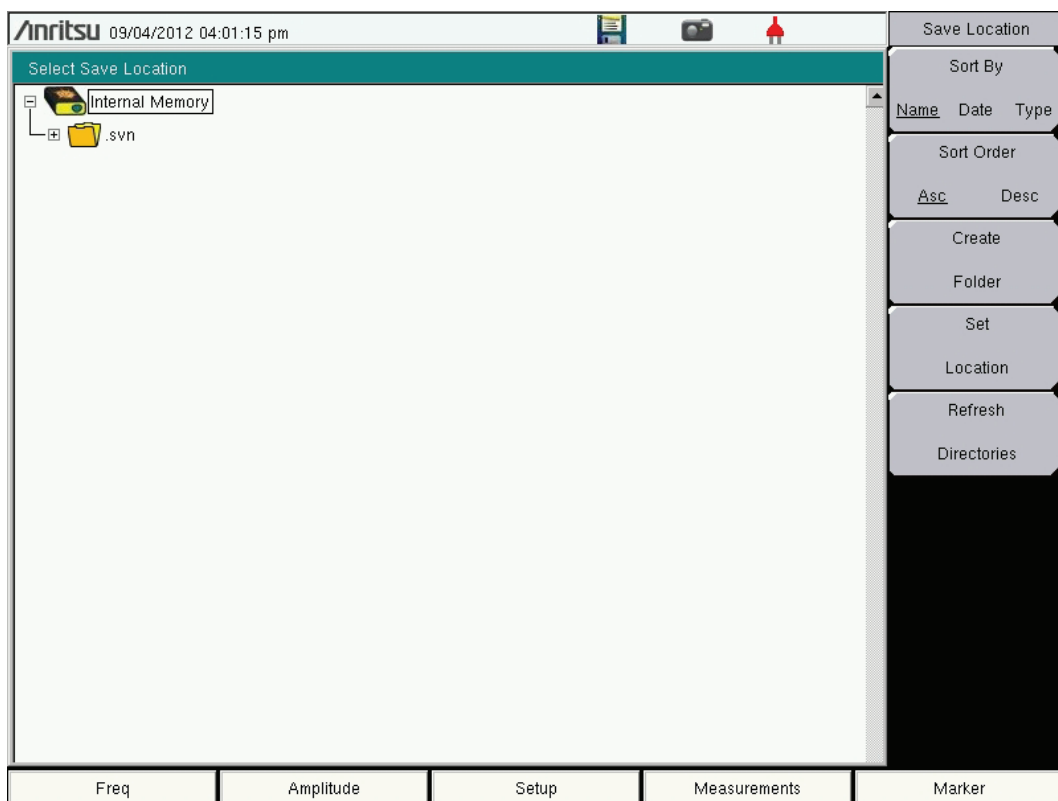 Anritsu 09/04/2012 04:01:15 pm
Select Save Location
Internal Memory
.svn
Save Location
Sort By
Name Date Type
Sort Order
Asc Desc
Create
Folder
Set
Location
Refresh
Directories
Freq Amplitude Setup Measurements Marker